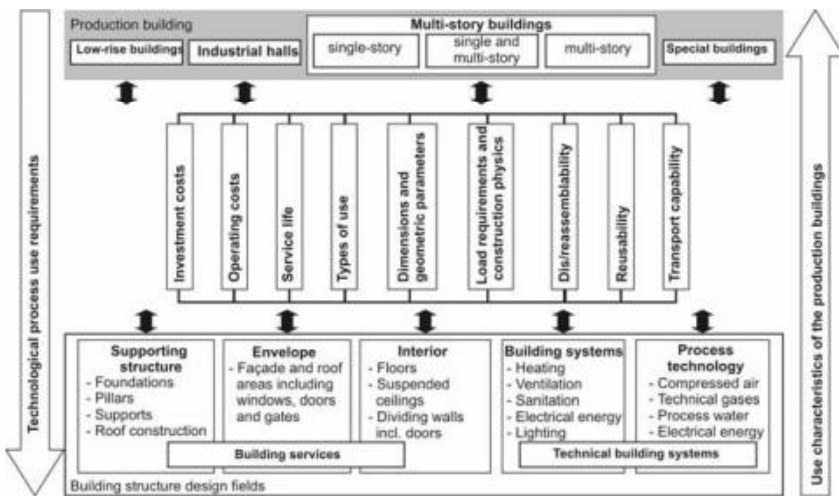 Production building
Multi-story buildings
Low-rise buildings
Industrial halls
single-story
single and
multi-story
multi-story
Special buildings
Technological process use requirements
Use characteristics of the production buildings
Investment costs
Operating costs
Service life
Types of use
Dimensions and
geometric parameters
Load requirements and
construction physics
Dis/reassemblability
Reusability
Transport capability
Supporting
structure
- Foundations
- Pillars
- Supports
- Roof construction
Envelope
- Façade and roof
areas including
windows, doors
and gates
Interior
- Floors
- Suspended
ceilings
- Dividing walls
incl. doors
Building systems
- Heating
- Ventilation
- Sanitation
- Electrical energy
- Lighting
Process
technology
- Compressed air
- Technical gases
- Process water
- Electrical energy
Building services
Technical building systems
Building structure design fields